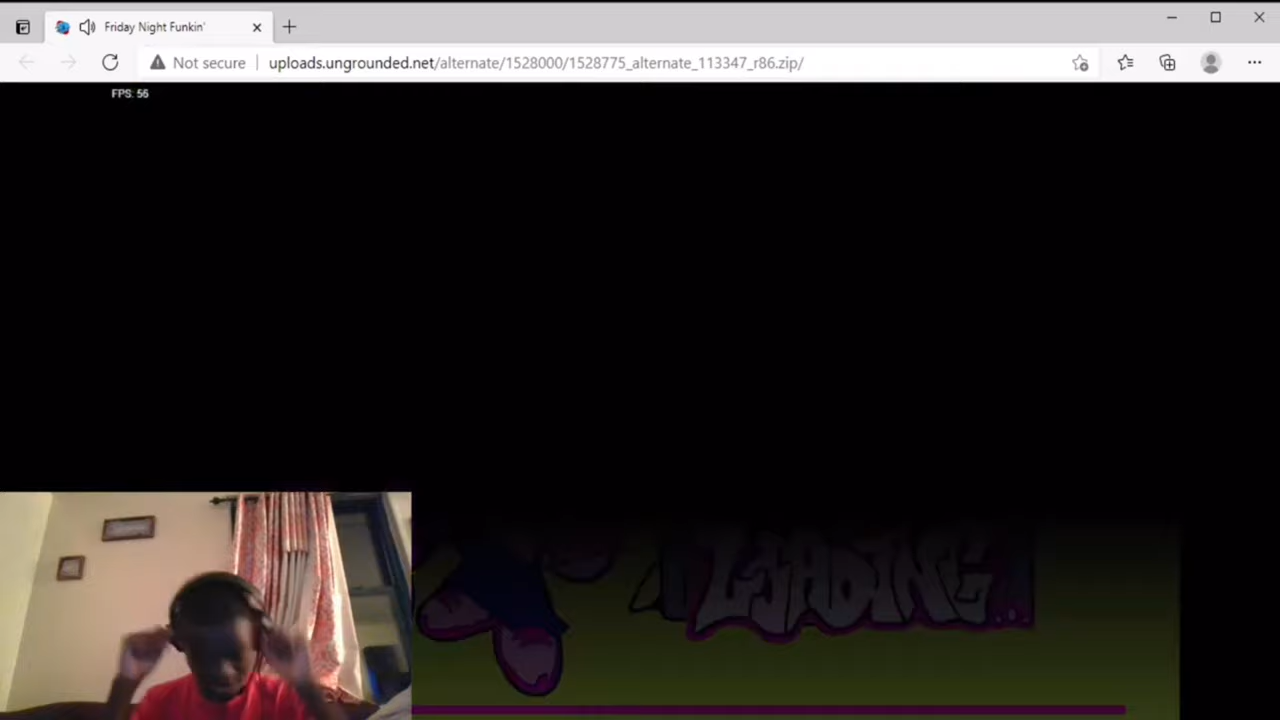 Friday Night Funkin'
Not secure
uploads.ungrounded.net/alternate/1528000/1528775_alternate_113347_r86.zip/
FPS: 56
LOADING...